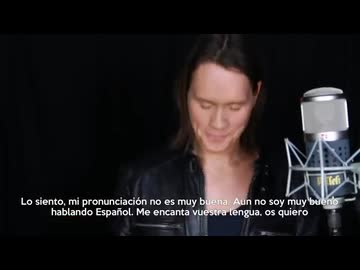 Lo siento, mi pronunciación no es muy buena. Aun no soy muy bueno
hablando Español. Me encanta vuestra lengua, os quiero